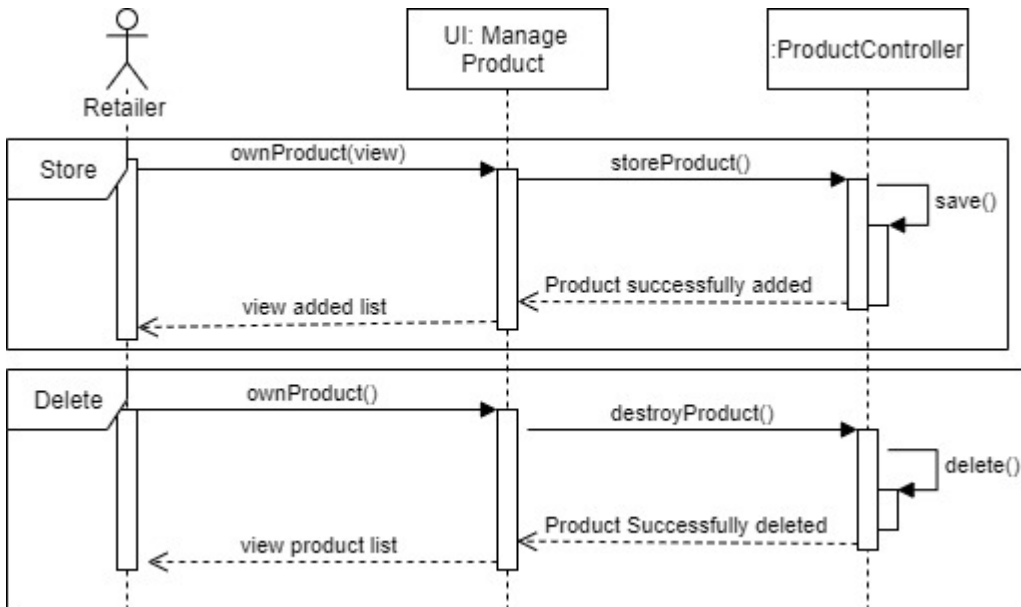 UI: Manage
Product
:ProductController
Retailer
Store
ownProduct(view)
storeProduct()
save()
Product successfully added
view added list
Delete
ownProduct()
destroyProduct()
delete()
Product Successfully deleted
view product list